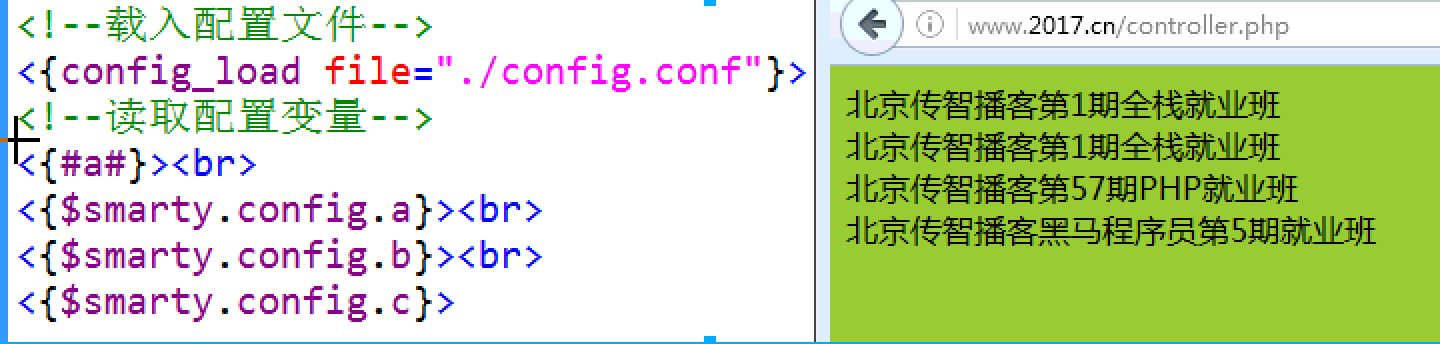 <!--载入配置文件-->
<{config_load file="./config.conf"}>
<!--读取配置变量-->
<{#a#}><br>
<{$smarty.config.a}><br>
<{$smarty.config.b}><br>
<{$smarty.config.c}>
www.2017.cn/controller.php
北京传智播客第1期全栈就业班
北京传智播客第1期全栈就业班
北京传智播客第57期PHP就业班
北京传智播客黑马程序员第5期就业班